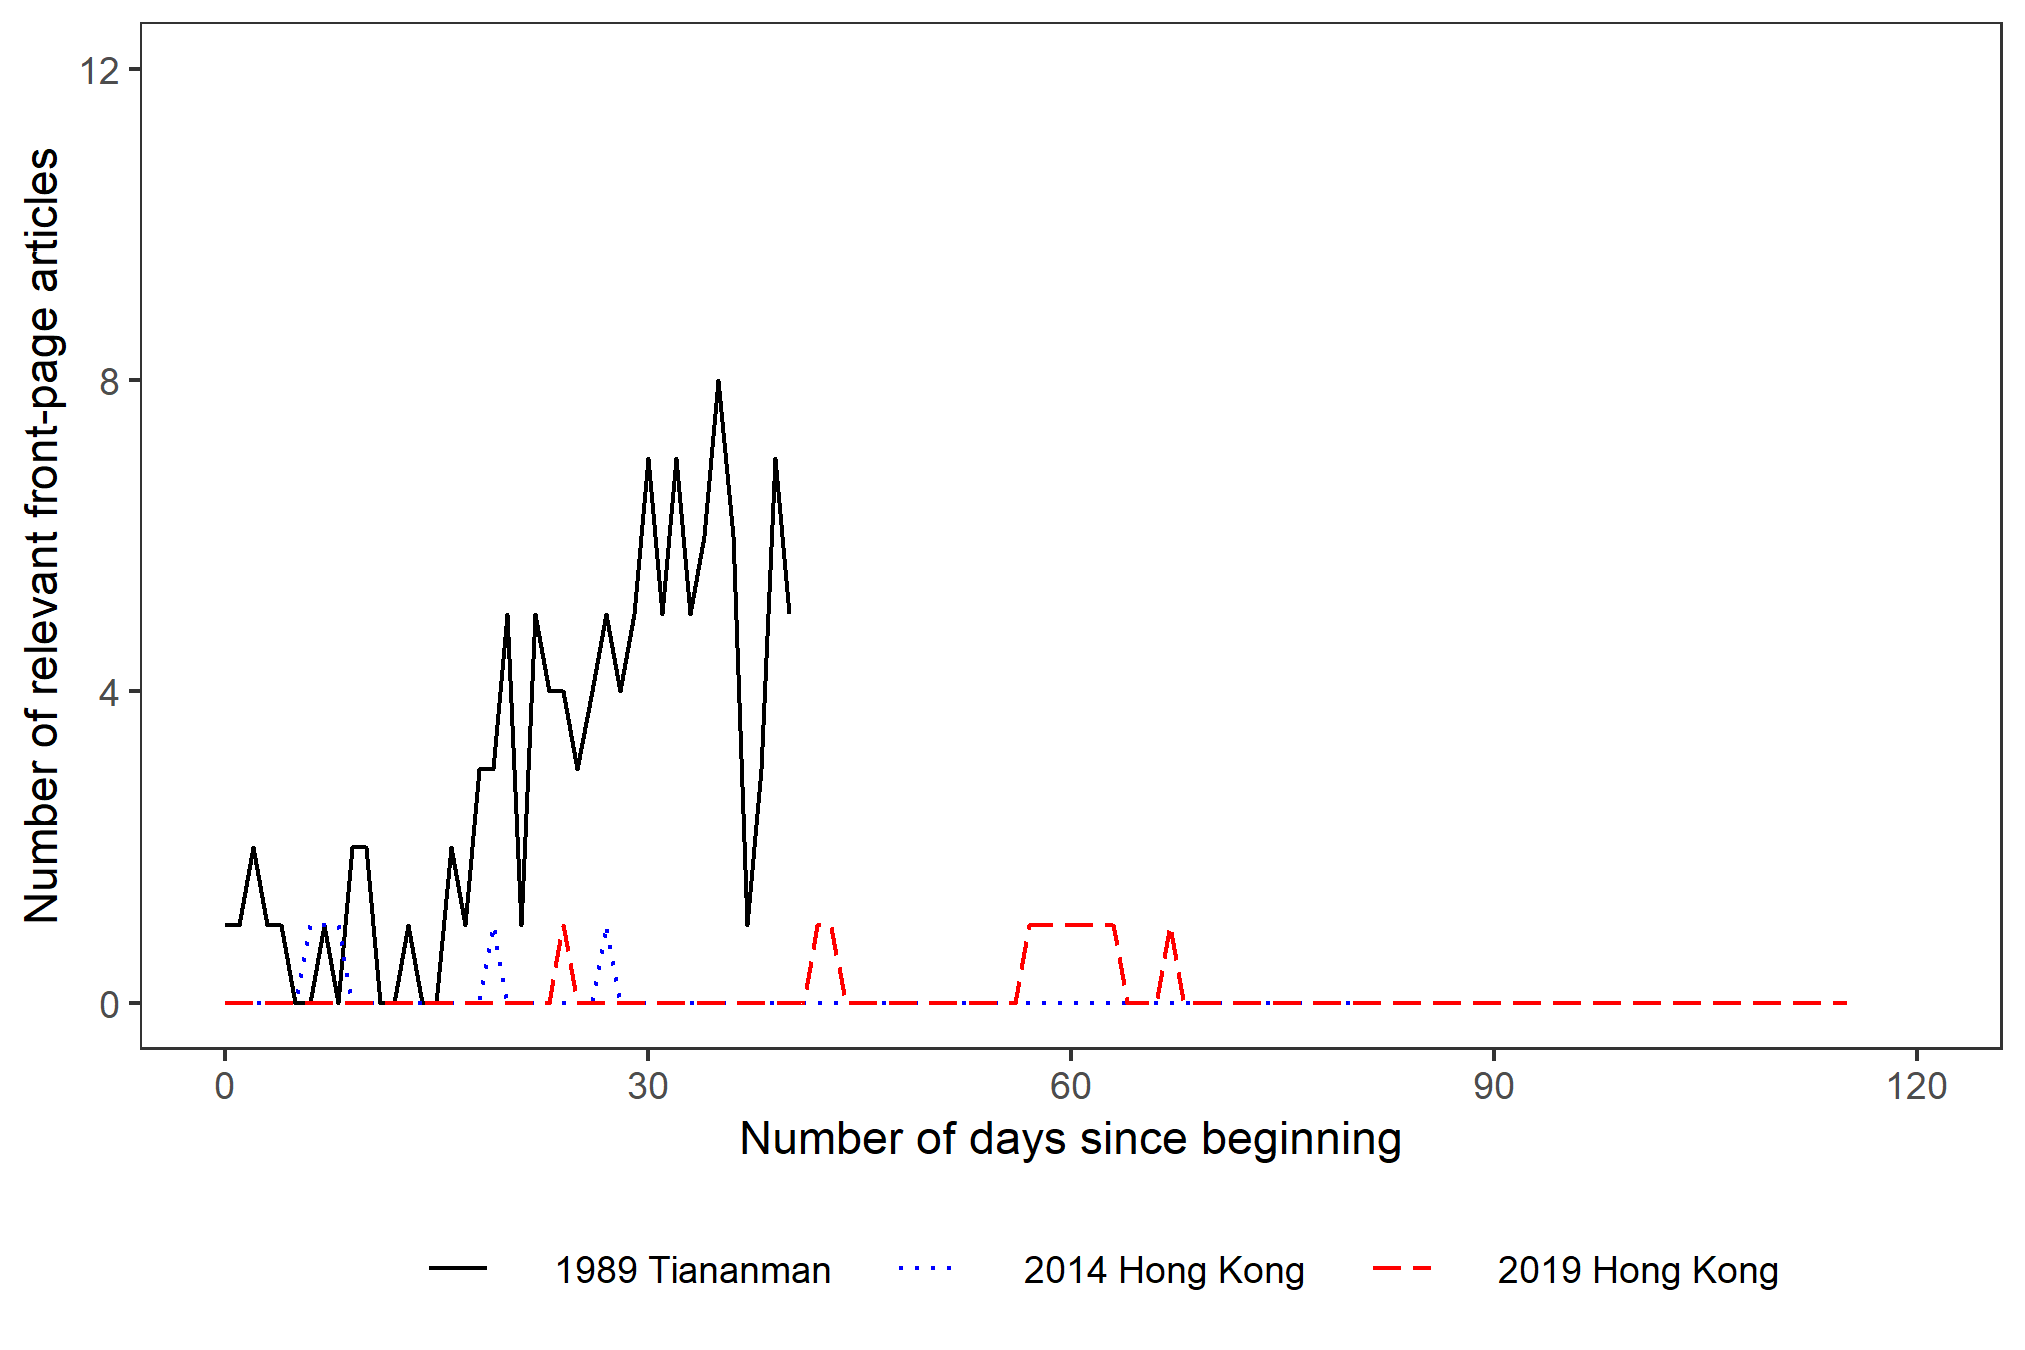 Number of relevant front-page articles
12
8
4
0
0 30 60 90 120
Number of days since beginning
1989 Tiananman 2014 Hong Kong 2019 Hong Kong